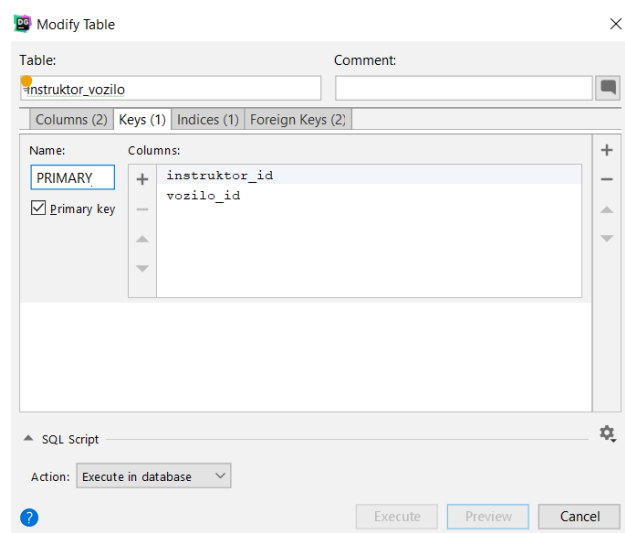 DG Modify Table
Table: Comment:
instruktor_vozilo
Columns (2) Keys (1) Indices (1) Foreign Keys (2)
Name: Columns:
PRIMARY instruktor_id
Primary key vozilo_id
SQL Script
Action: Execute in database
? Execute Preview Cancel